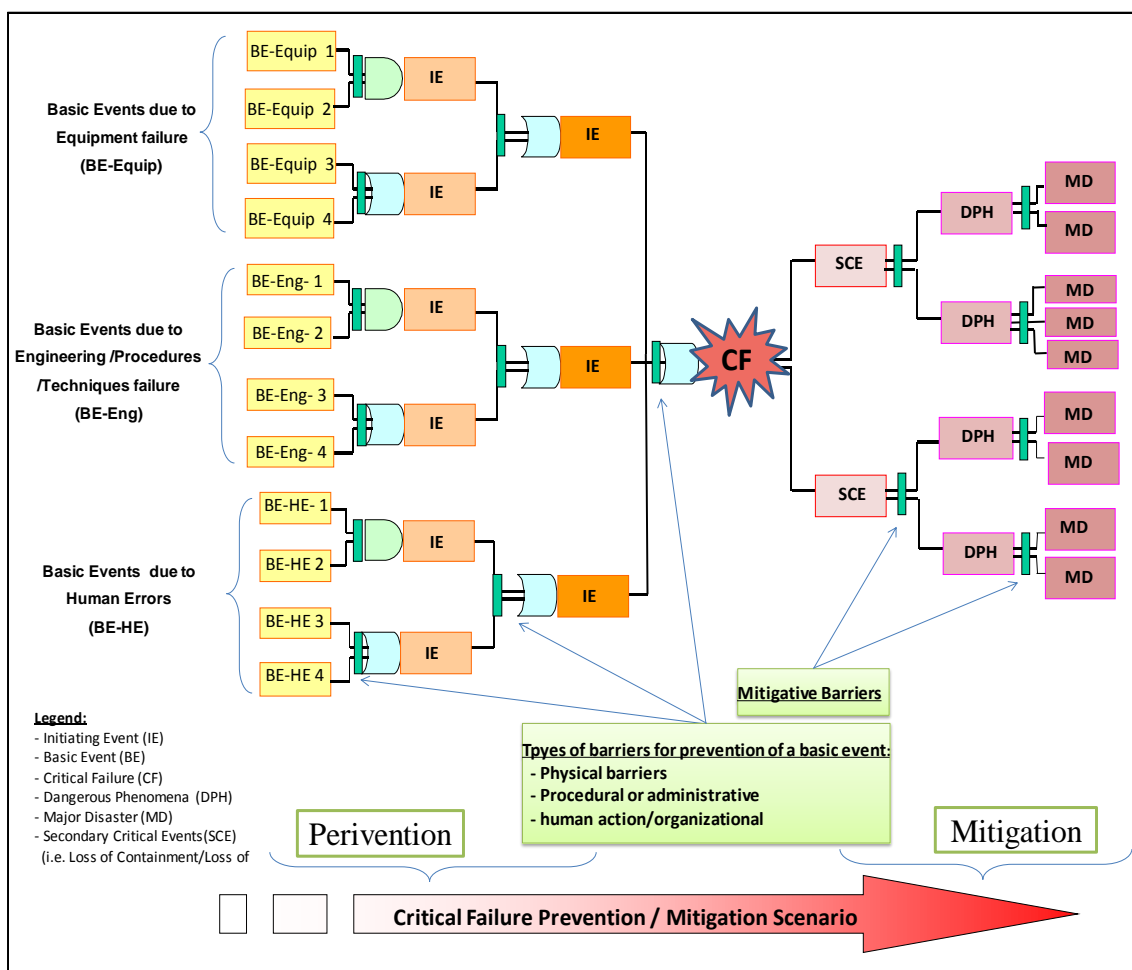 BE-Equip 1
BE-Equip 2
BE-Equip 3
BE-Equip 4
Basic Events due to
Equipment failure
(BE-Equip)
IE
IE
IE
BE-Eng- 1
BE-Eng- 2
BE-Eng- 3
BE-Eng- 4
Basic Events due to
Engineering /Procedures
/Techniques failure
(BE-Eng)
IE
IE
IE
BE-HE- 1
BE-HE 2
BE-HE 3
BE-HE 4
Basic Events due to
Human Errors
(BE-HE)
IE
IE
IE
CF
SCE
SCE
DPH
DPH
DPH
DPH
MD
MD
MD
MD
MD
MD
MD
MD
MD
Mitigative Barriers
Tpyes of barriers for prevention of a basic event:
- Physical barriers
- Procedural or administrative
- human action/organizational
Legend:
- Initiating Event (IE)
- Basic Event (BE)
- Critical Failure (CF)
- Dangerous Phenomena (DPH)
- Major Disaster (MD)
- Secondary Critical Events(SCE)
(i.e. Loss of Containment/Loss of
Perivention
Mitigation
Critical Failure Prevention / Mitigation Scenario